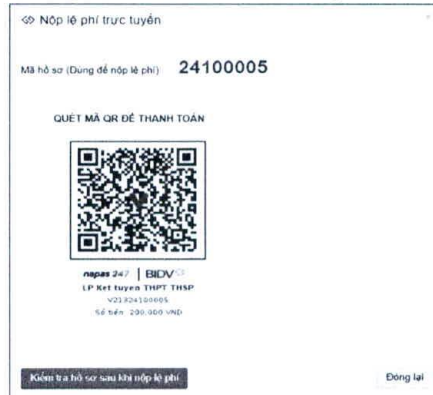 Nộp lệ phí trực tuyến
Mã hồ sơ (Dùng để nộp lệ phí) 24100005
QUÉT MÃ QR ĐỂ THANH TOÁN
napas 247 | BIDV
LP Xet tuyen THPT THSP
V21324100005
Số tiền: 200,000 VND
Kiểm tra hồ sơ sau khi nộp lệ phí
Đóng lại